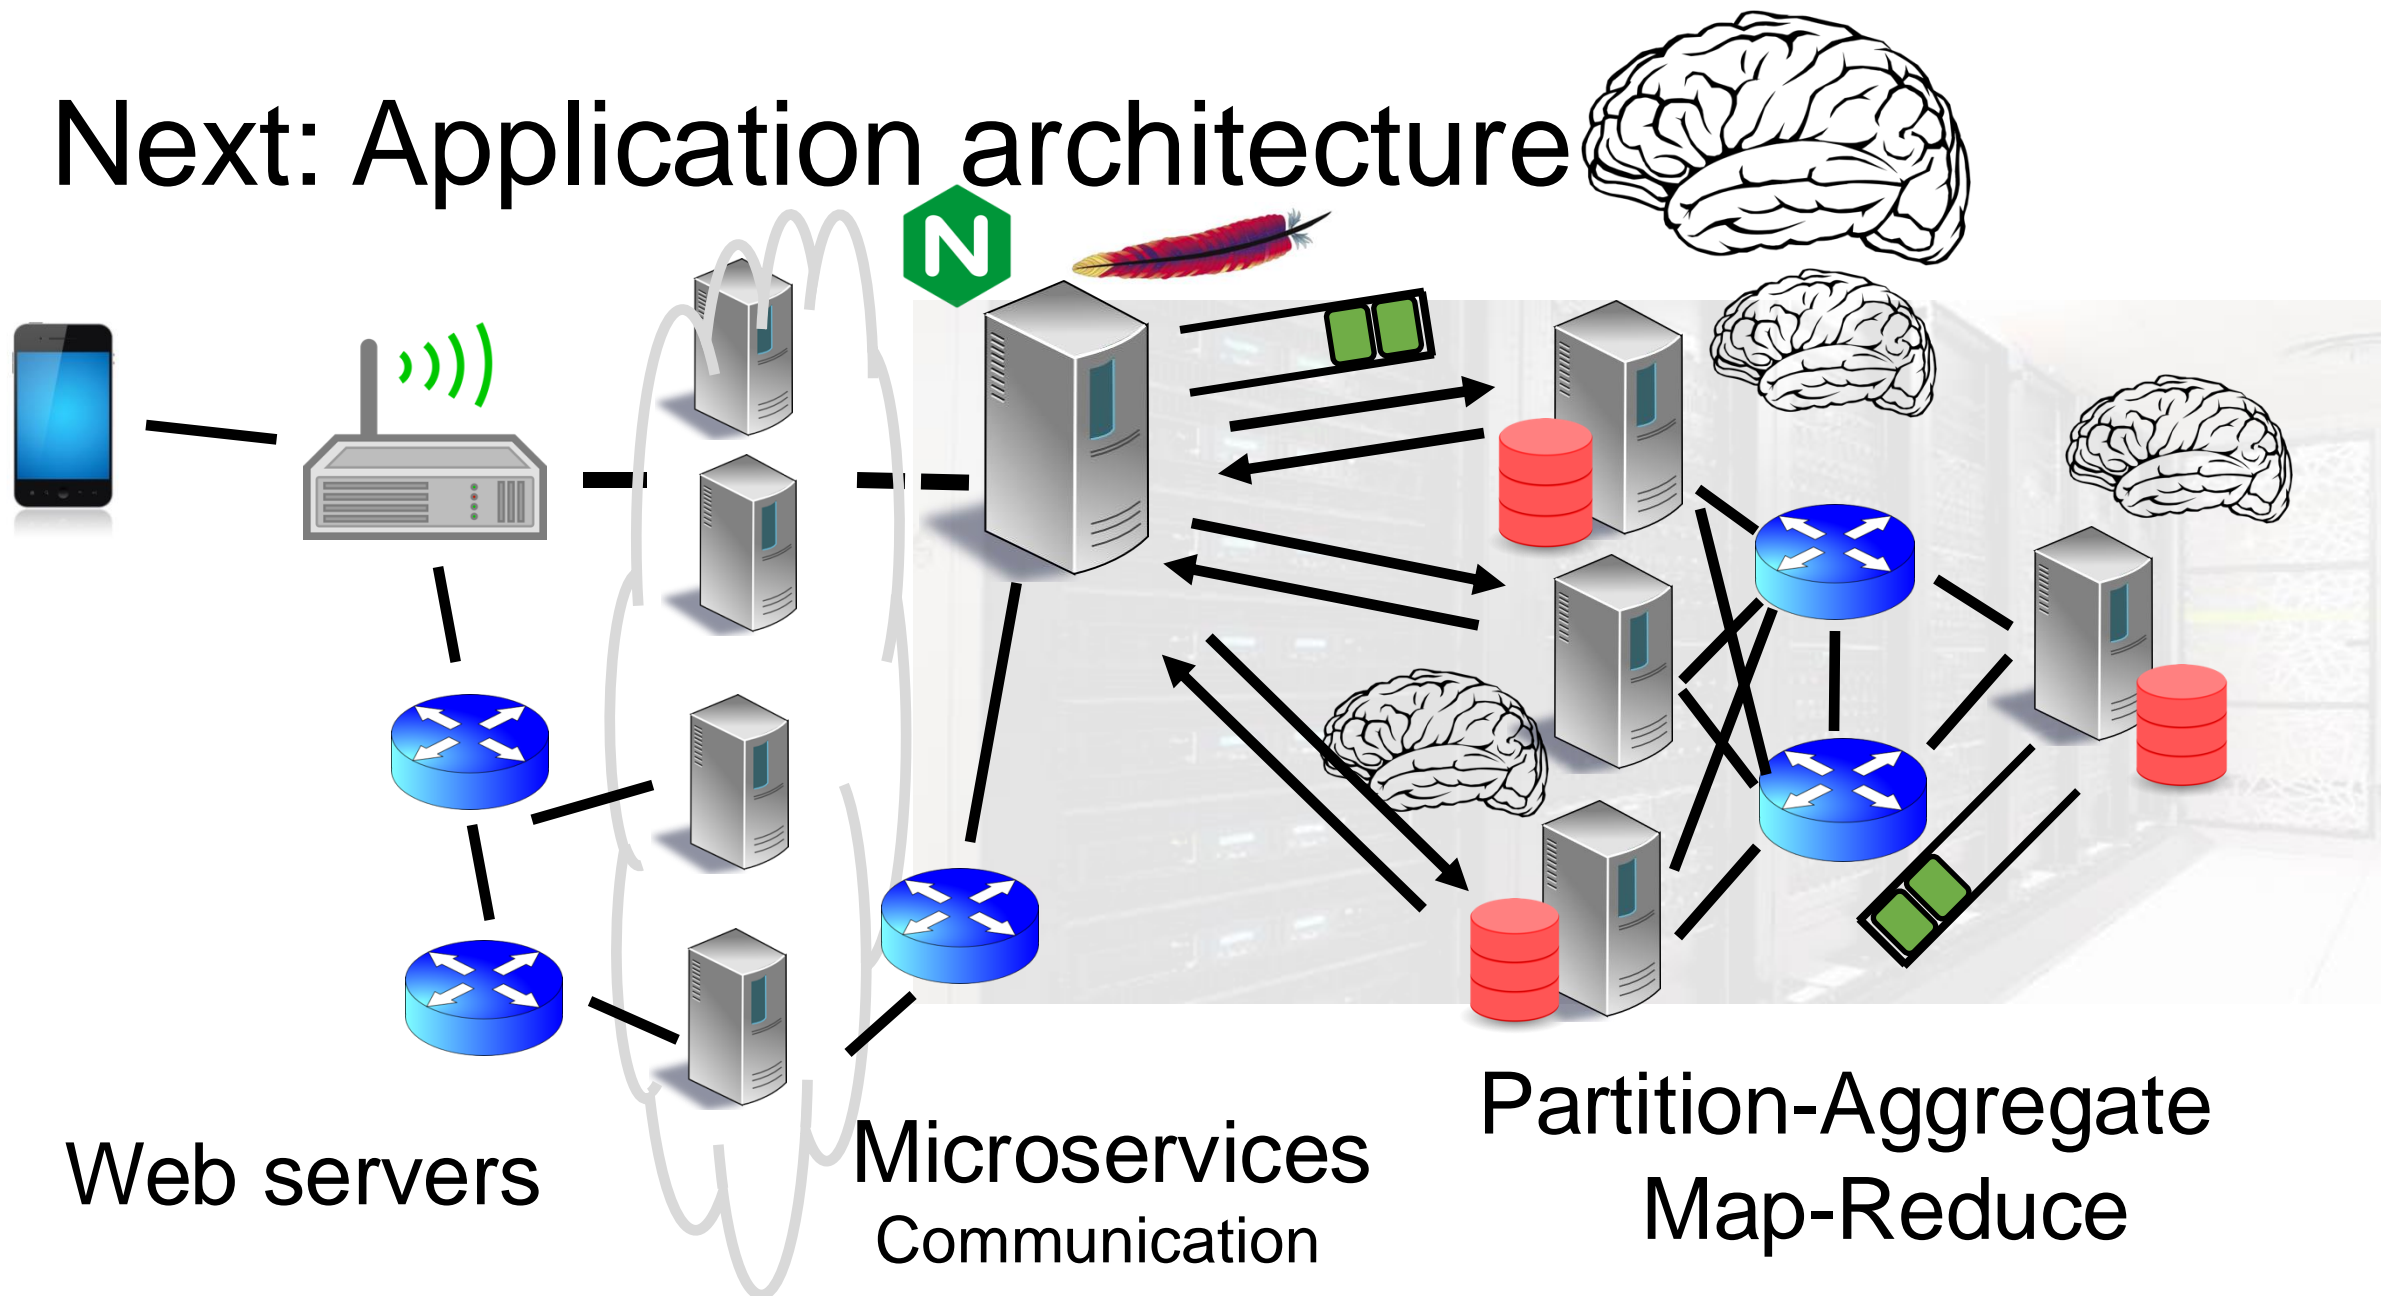 Next: Application architecture
N
Web servers
Microservices
Communication
Partition-Aggregate
Map-Reduce